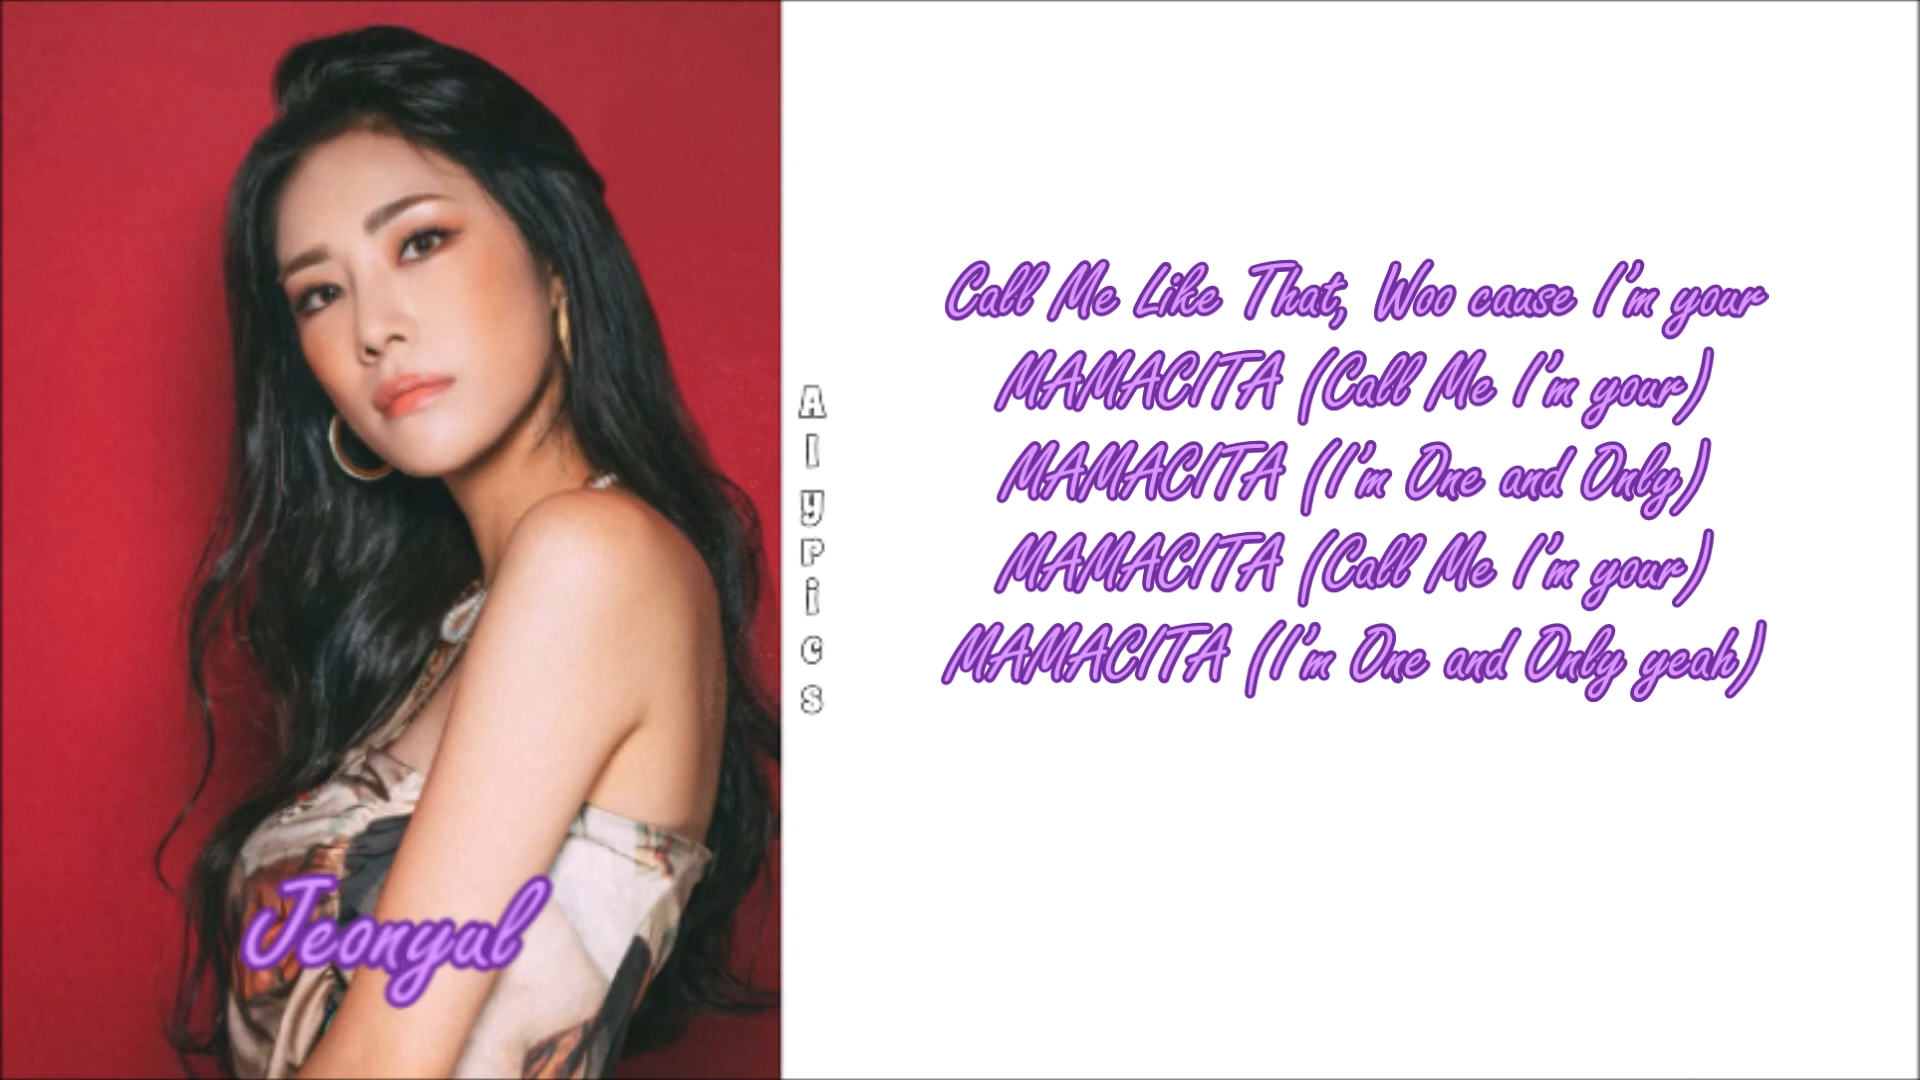 Jeonyul
Alypics
Call Me Like That, Woo cause I'm your
MAMACITA (Call Me I'm your)
MAMACITA (I'm One and Only)
MAMACITA (Call Me I'm your)
MAMACITA (I'm One and Only yeah)